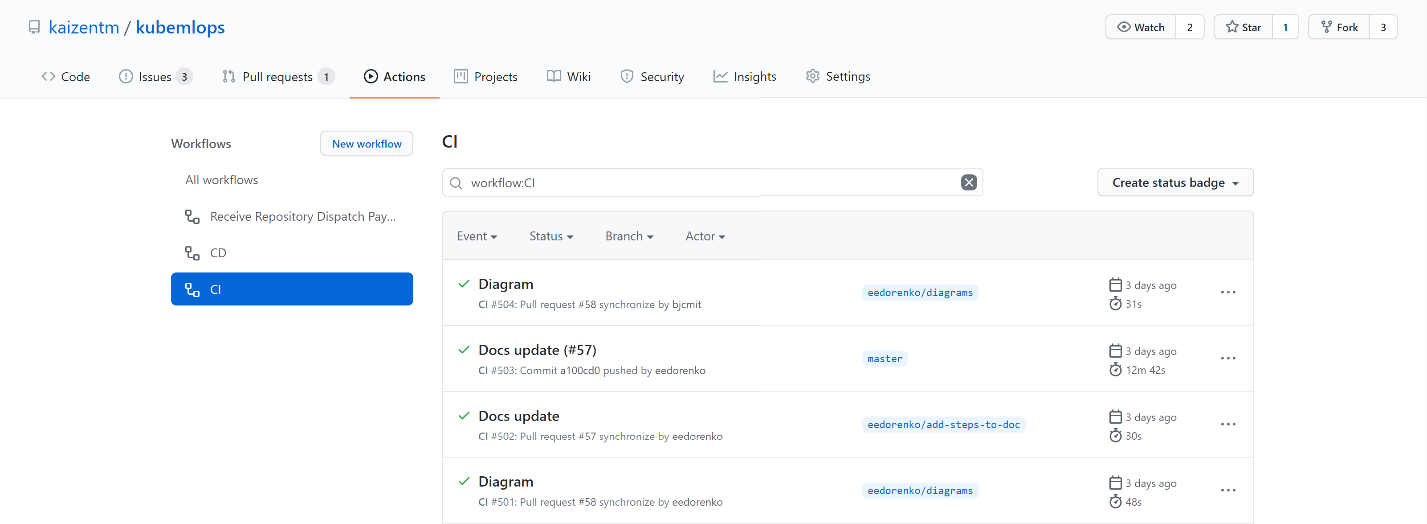 kaizentm / kubemlops
Watch 2 Star 1 Fork 3
Code Issues 3 Pull requests 1 Actions Projects Wiki Security Insights Settings
Workflows New workflow
All workflows
Receive Repository Dispatch Pay...
CD
CI
CI
workflow:CI
Create status badge
Event Status Branch Actor
Diagram
CI #504: Pull request #58 synchronize by bjcmit
eedorenko/diagrams
3 days ago
31s
Docs update (#57)
CI #503: Commit a100cd0 pushed by eedorenko
master
3 days ago
12m 42s
Docs update
CI #502: Pull request #57 synchronize by eedorenko
eedorenko/add-steps-to-doc
3 days ago
30s
Diagram
CI #501: Pull request #58 synchronize by eedorenko
eedorenko/diagrams
3 days ago
48s